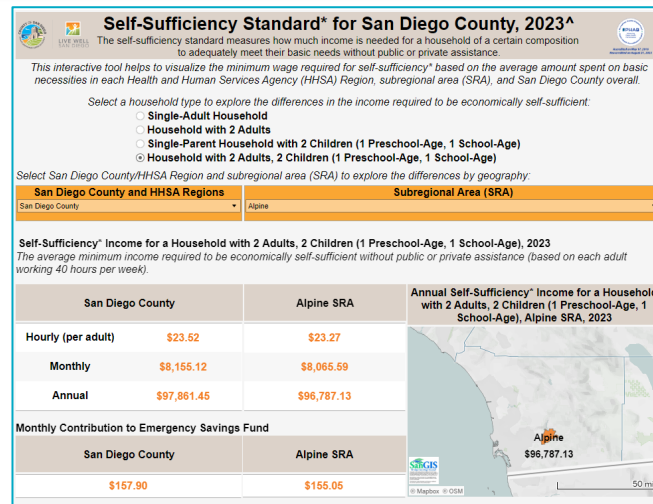 Self-Sufficiency Standard* for San Diego County, 2023^
LIVE WELL
SAN DIEGO
The self-sufficiency standard measures how much income is needed for a household of a certain composition
to adequately meet their basic needs without public or private assistance.
This interactive tool helps to visualize the minimum wage required for self-sufficiency* based on the average amount spent on basic
necessities in each Health and Human Services Agency (HHSA) Region, subregional area (SRA), and San Diego County overall.
Select a household type to explore the differences in the income required to be economically self-sufficient:
Single-Adult Household
Household with 2 Adults
Single-Parent Household with 2 Children (1 Preschool-Age, 1 School-Age)
Household with 2 Adults, 2 Children (1 Preschool-Age, 1 School-Age)
Select San Diego County/HHSA Region and subregional area (SRA) to explore the differences by geography:
San Diego County and HHSA Regions
Subregional Area (SRA)
San Diego County
Alpine
Self-Sufficiency* Income for a Household with 2 Adults, 2 Children (1 Preschool-Age, 1 School-Age), 2023
The average minimum income required to be economically self-sufficient without public or private assistance (based on each adult
working 40 hours per week).
San Diego County Alpine SRA
Hourly (per adult) $23.52 $23.27
Monthly $8,155.12 $8,065.59
Annual $97,861.45 $96,787.13
Monthly Contribution to Emergency Savings Fund
San Diego County Alpine SRA
$157.90 $155.05
Annual Self-Sufficiency* Income for a Household
with 2 Adults, 2 Children (1 Preschool-Age, 1
School-Age), Alpine SRA, 2023
Alpine
$96,787.13
SanGIS
© Mapbox © OSM
50 m